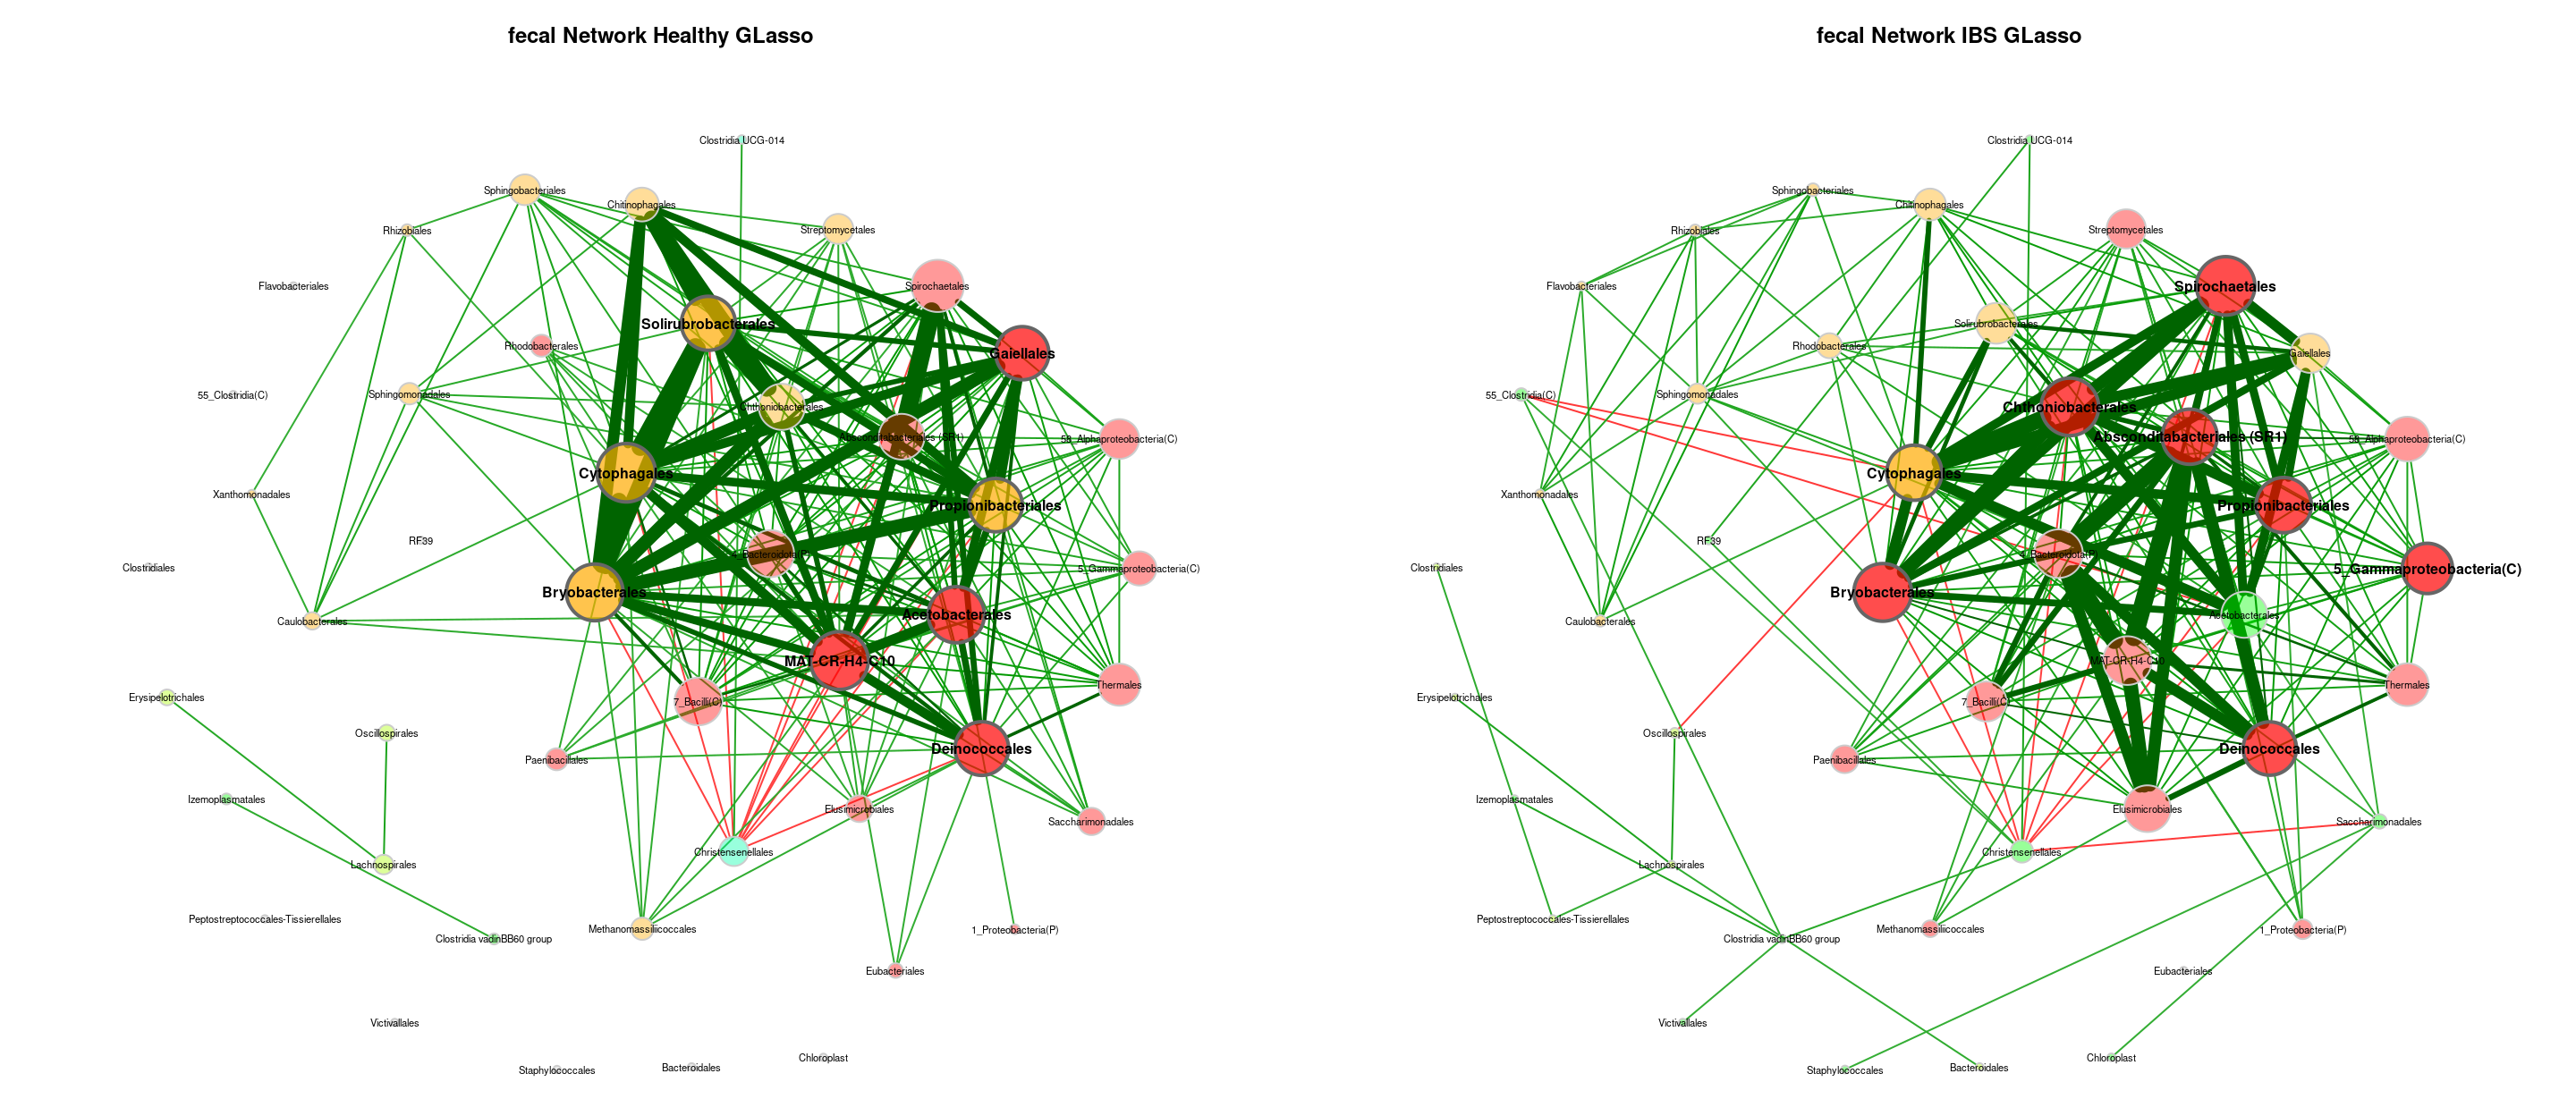 fecal Network Healthy GLasso
Clostridia UCG-014
Sphingobacteriales
Chitinophagales
Rhizobiales
Streptomycetales
Flavobacteriales
Spirochaetales
Solirubrobacterales
Rhodobacterales
Gaiellales
55_Clostridia(C)
Sphingomonadales
Chthoniobacterales
Absconditabacteriales (SR1)
58_Alphaproteobacteria(C)
Cytophagales
Xanthomonadales
Propionibacteriales
RF39
4_Bacteroidota(P)
Clostridiales
5_Gammaproteobacteria(C)
Bryobacterales
Acetobacterales
Caulobacterales
MAT-CR-H4-C10
Thermales
Erysipelotrichales
7_Bacilli(C)
Oscillospirales
Deinococcales
Paenibacillales
Izemoplasmatales
Elusimicrobiales
Saccharimonadales
Christensenellales
Lachnospirales
Peptostreptococcales-Tissierellales
Methanomassiliicoccales
1_Proteobacteria(P)
Clostridia vadinBB60 group
Eubacteriales
Victivallales
Chloroplast
Staphylococcales
Bacteroidales
fecal Network IBS GLasso
Clostridia UCG-014
Sphingobacteriales
Chitinophagales
Rhizobiales
Streptomycetales
Flavobacteriales
Spirochaetales
Solirubrobacterales
Rhodobacterales
Gaiellales
55_Clostridia(C)
Sphingomonadales
Chthoniobacterales
Absconditabacteriales (SR1)
58_Alphaproteobacteria(C)
Cytophagales
Xanthomonadales
Propionibacteriales
RF39
4_Bacteroidota(P)
Clostridiales
5_Gammaproteobacteria(C)
Bryobacterales
Acetobacterales
Caulobacterales
MAT-CR-H4-C10
Thermales
Erysipelotrichales
7_Bacilli(C)
Oscillospirales
Deinococcales
Paenibacillales
Izemoplasmatales
Elusimicrobiales
Saccharimonadales
Christensenellales
Lachnospirales
Peptostreptococcales-Tissierellales
Methanomassiliicoccales
1_Proteobacteria(P)
Clostridia vadinBB60 group
Eubacteriales
Victivallales
Chloroplast
Staphylococcales
Bacteroidales